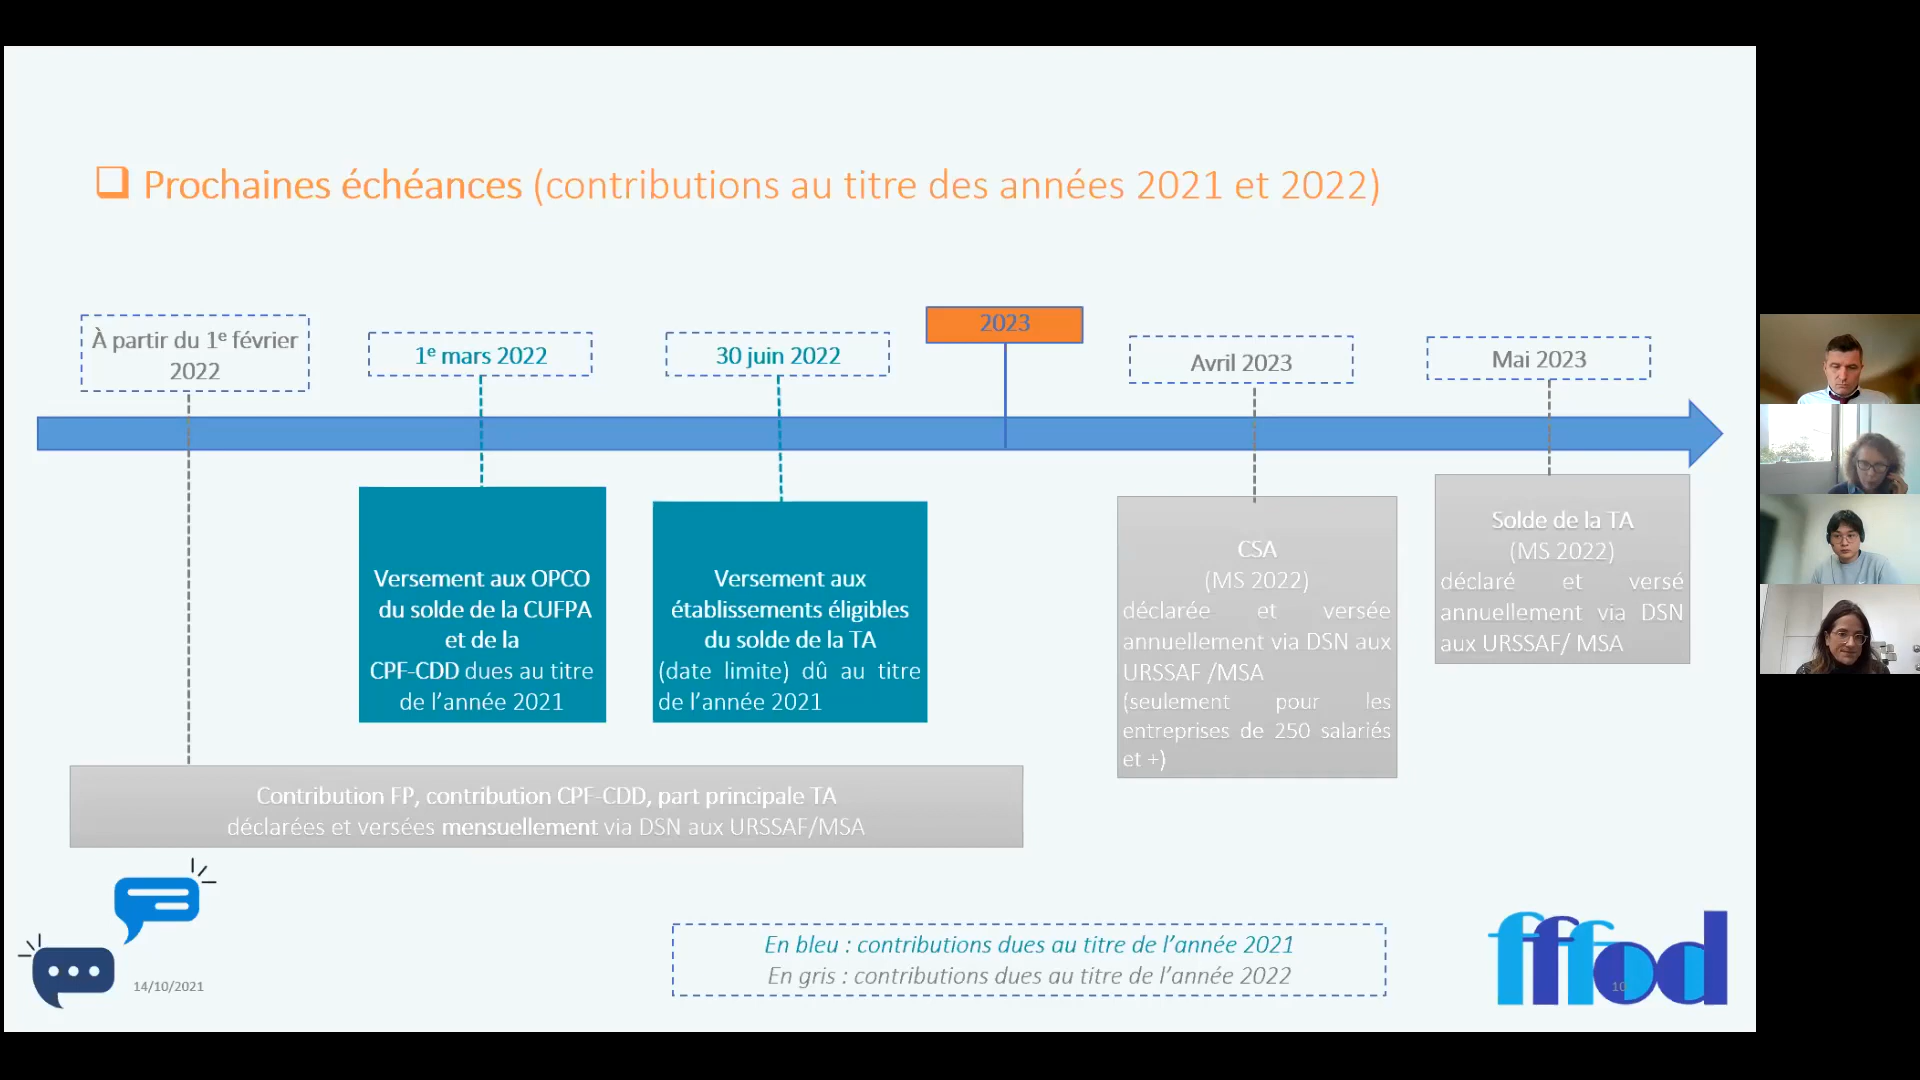 Prochaines échéances (contributions au titre des années 2021 et 2022)
À partir du 1e février
2022
1e mars 2022
30 juin 2022
2023
Avril 2023
Mai 2023
Versement aux OPCO
du solde de la CUFPA
et de la
CPF-CDD dues au titre
de l’année 2021
Versement aux
établissements éligibles
du solde de la TA
(date limite) dû au titre
de l’année 2021
CSA
(MS 2022)
déclarée et versée
annuellement via DSN aux
URSSAF /MSA
(seulement pour les
entreprises de 250 salariés
et +)
Solde de la TA
(MS 2022)
déclaré et versé
annuellement via DSN
aux URSSAF/ MSA
Contribution FP, contribution CPF-CDD, part principale TA
déclarées et versées mensuellement via DSN aux URSSAF/MSA
En bleu : contributions dues au titre de l’année 2021
En gris : contributions dues au titre de l’année 2022
14/10/2021
10
fffod